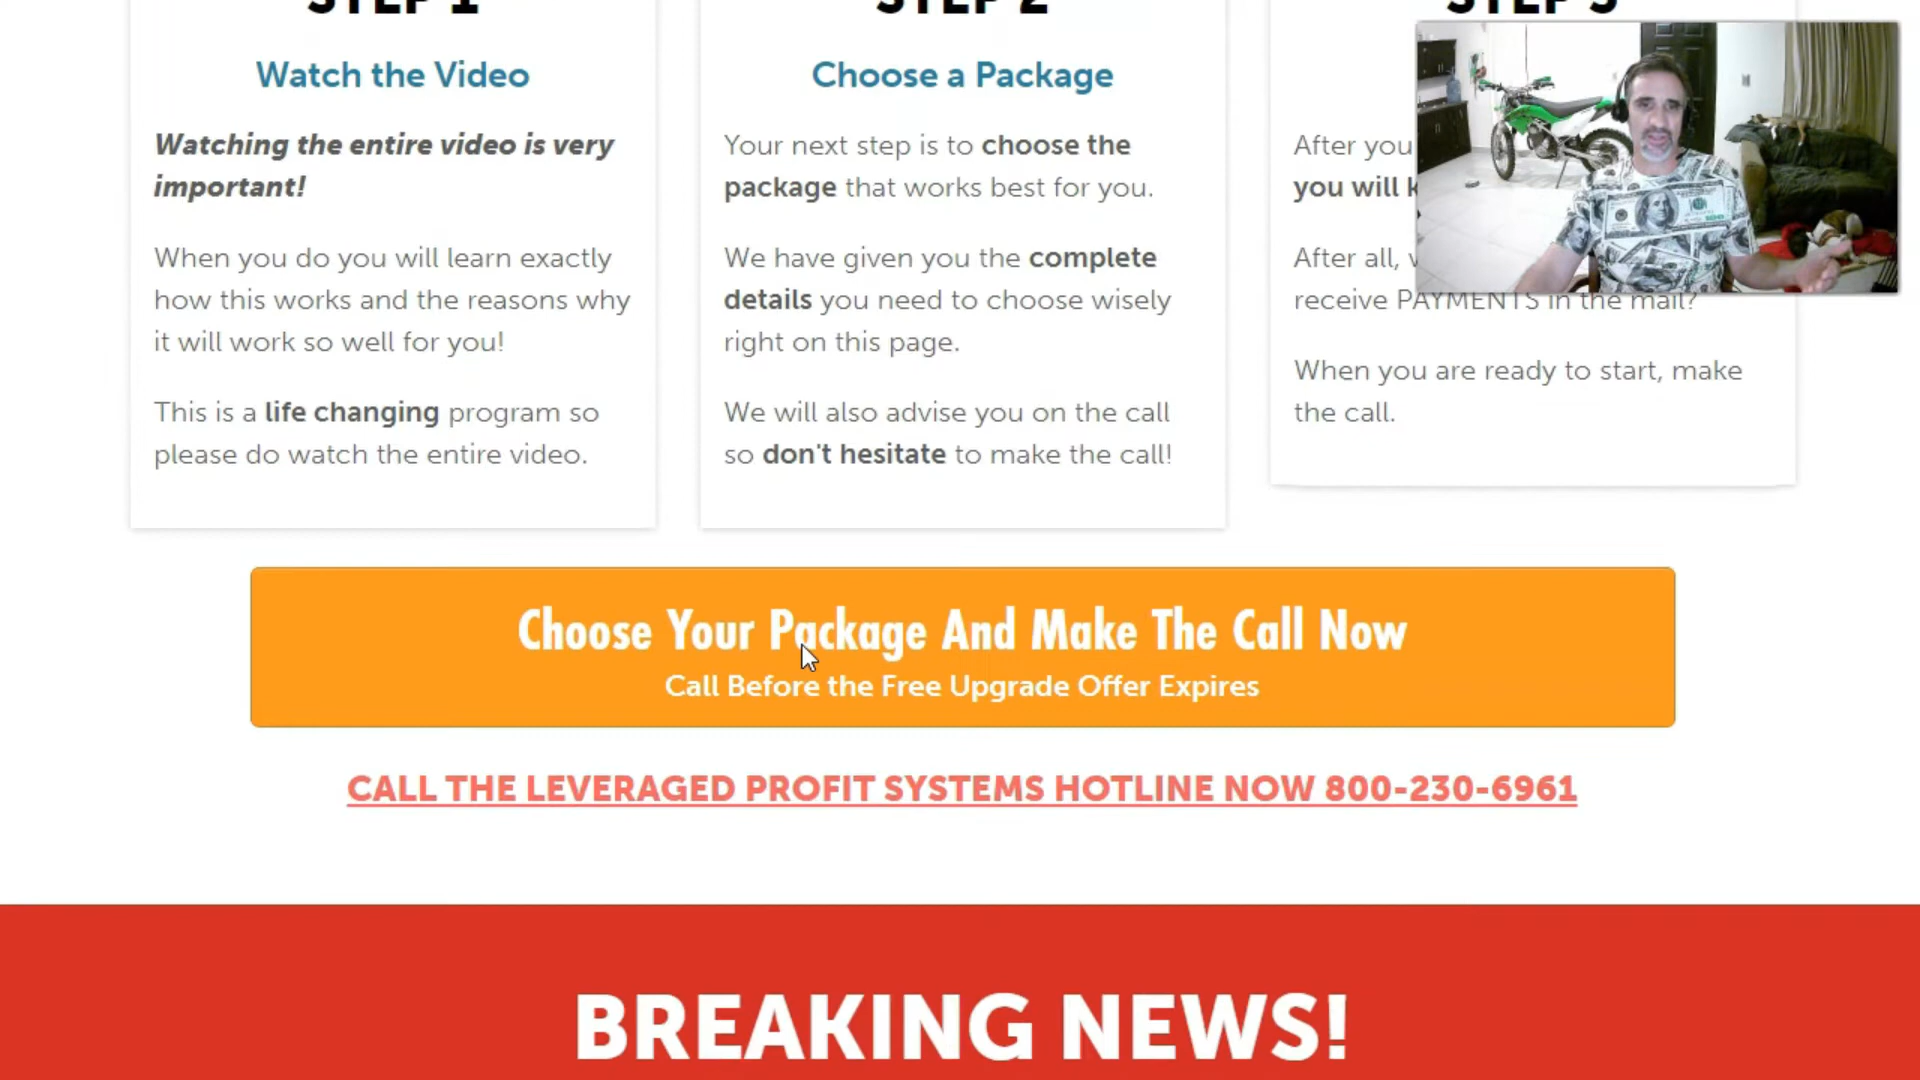 STEP 1
Watch the Video
Watching the entire video is very
important!
When you do you will learn exactly
how this works and the reasons why
it will work so well for you!
This is a life changing program so
please do watch the entire video.
STEP 2
Choose a Package
Your next step is to choose the
package that works best for you.
We have given you the complete
details you need to choose wisely
right on this page.
We will also advise you on the call
so don't hesitate to make the call!
STEP 3
After you
you will
After all,
receive PAYMENTS in the mail?
When you are ready to start, make
the call.
Choose Your Package And Make The Call Now
Call Before the Free Upgrade Offer Expires
CALL THE LEVERAGED PROFIT SYSTEMS HOTLINE NOW 800-230-6961
BREAKING NEWS!